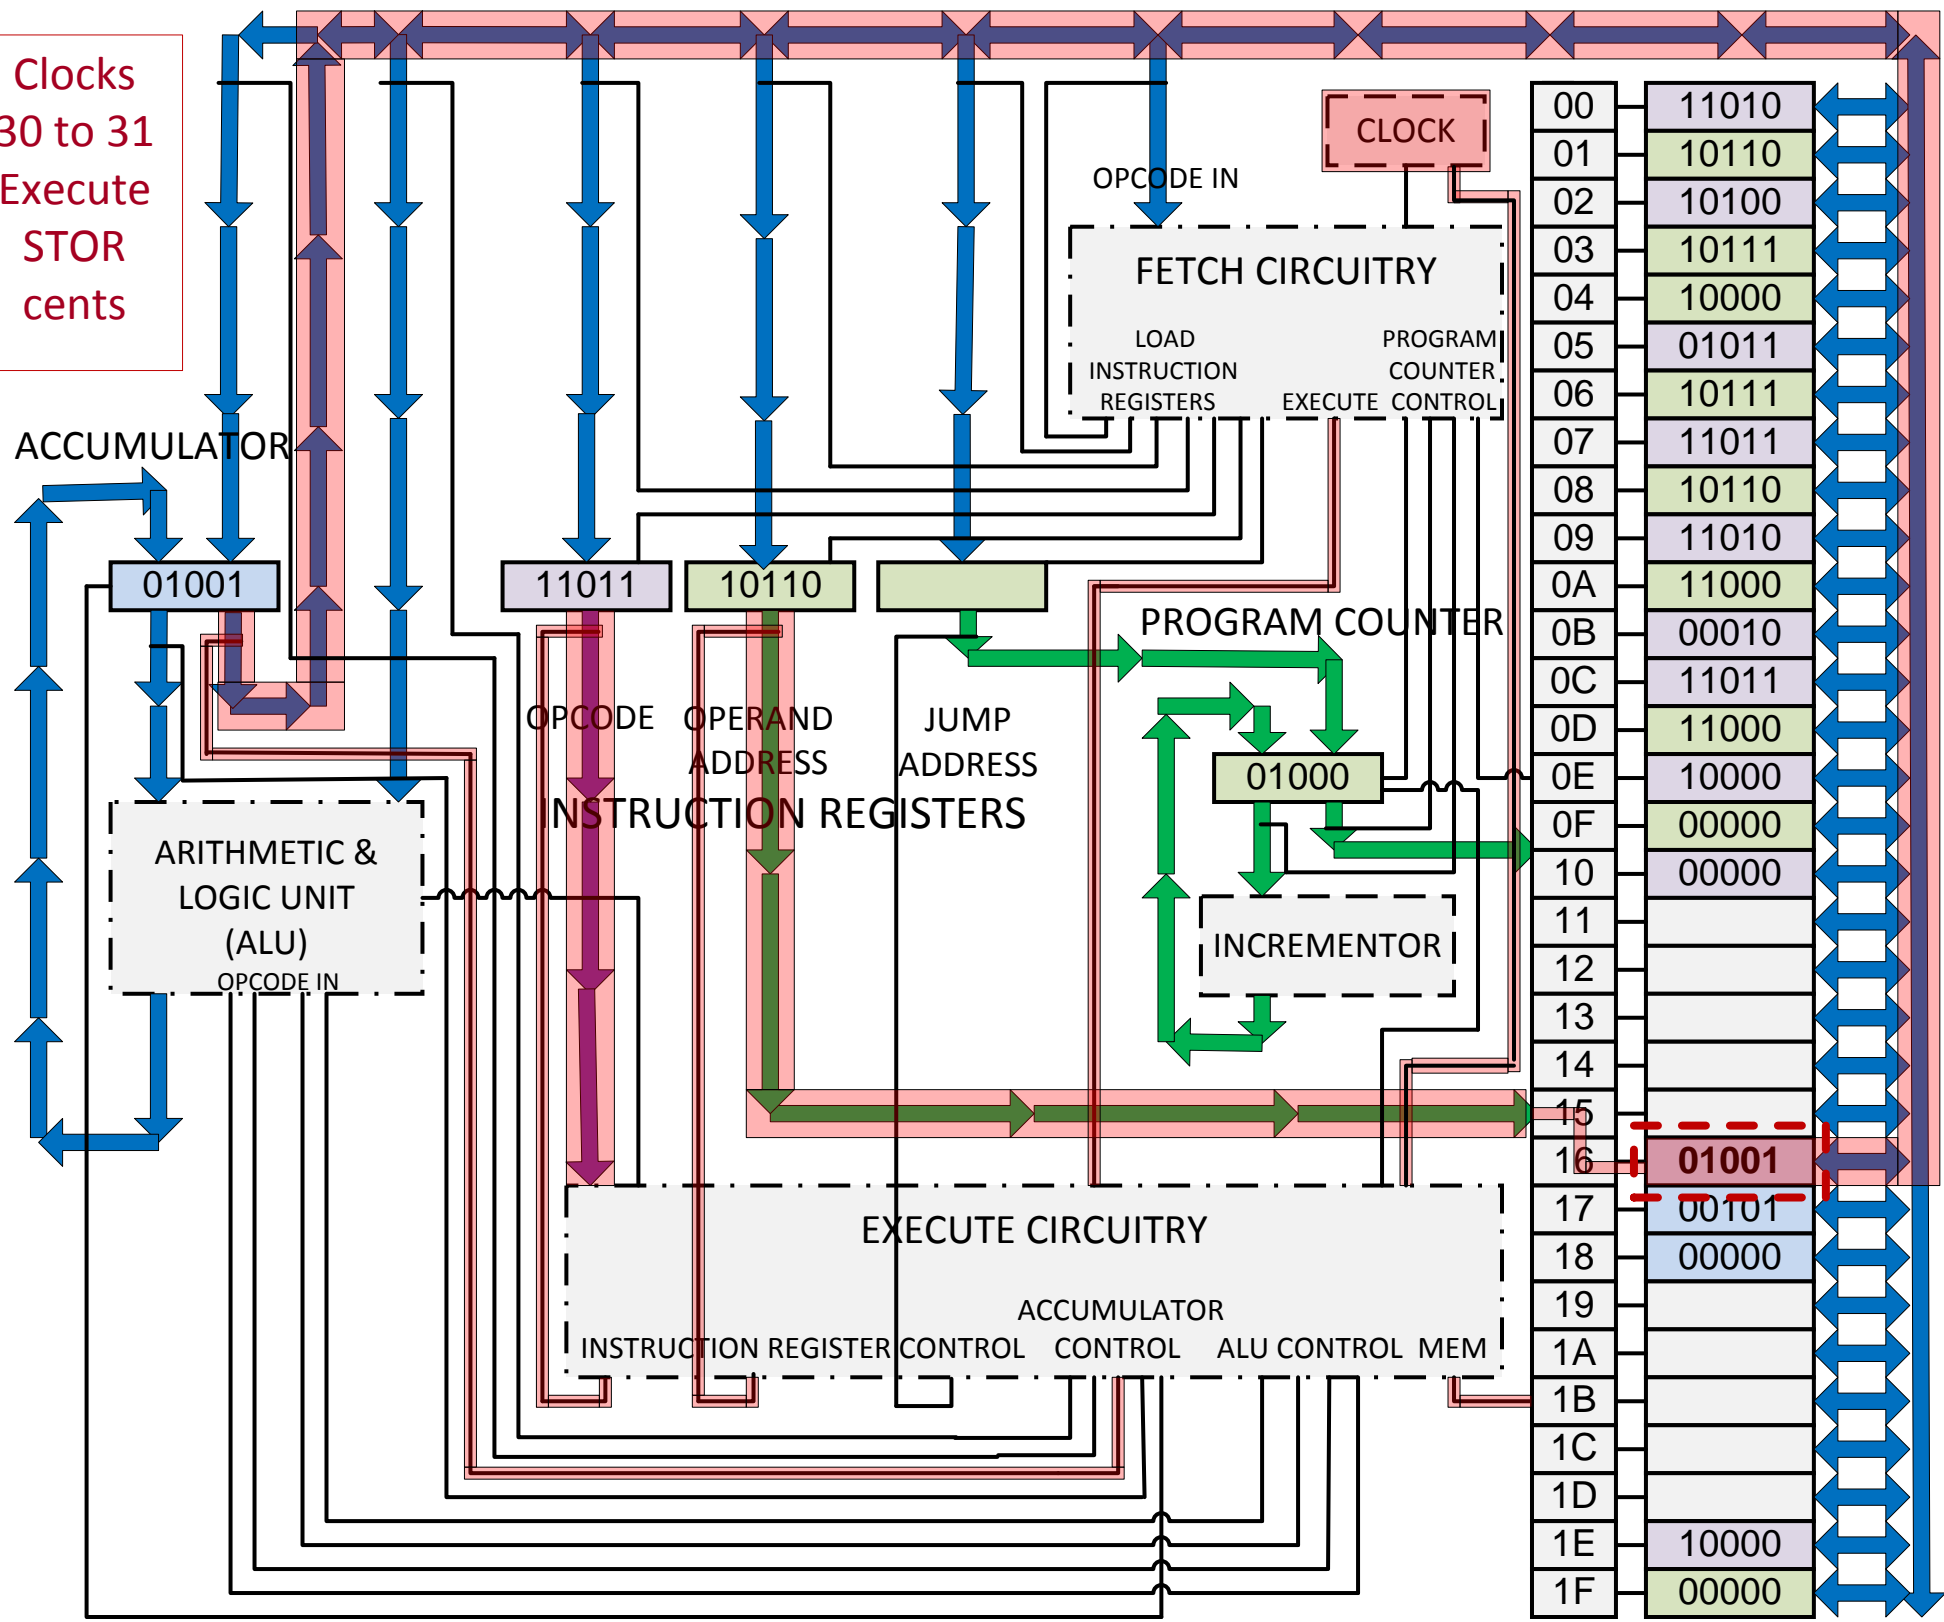 Clocks
30 to 31
Execute
STOR
cents
CLOCK
OPCODE IN
FETCH CIRCUITRY
LOAD
INSTRUCTION
REGISTERS
EXECUTE
PROGRAM
COUNTER
CONTROL
ACCUMULATOR
01001
11011
10110
PROGRAM COUNTER
OPCODE
OPERAND
ADDRESS
JUMP
ADDRESS
INSTRUCTION REGISTERS
01000
INCREMENTOR
ARITHMETIC &
LOGIC UNIT
(ALU)
OPCODE IN
EXECUTE CIRCUITRY
INSTRUCTION REGISTER CONTROL
ACCUMULATOR
CONTROL
ALU CONTROL
MEM
00 11010
01 10110
02 10100
03 10111
04 10000
05 01011
06 10111
07 11011
08 10110
09 11010
0A 11000
0B 00010
0C 11011
0D 11000
0E 10000
0F 00000
10 00000
11
12
13
14
15
16 01001
17 00101
18 00000
19
1A
1B
1C
1D
1E 10000
1F 00000